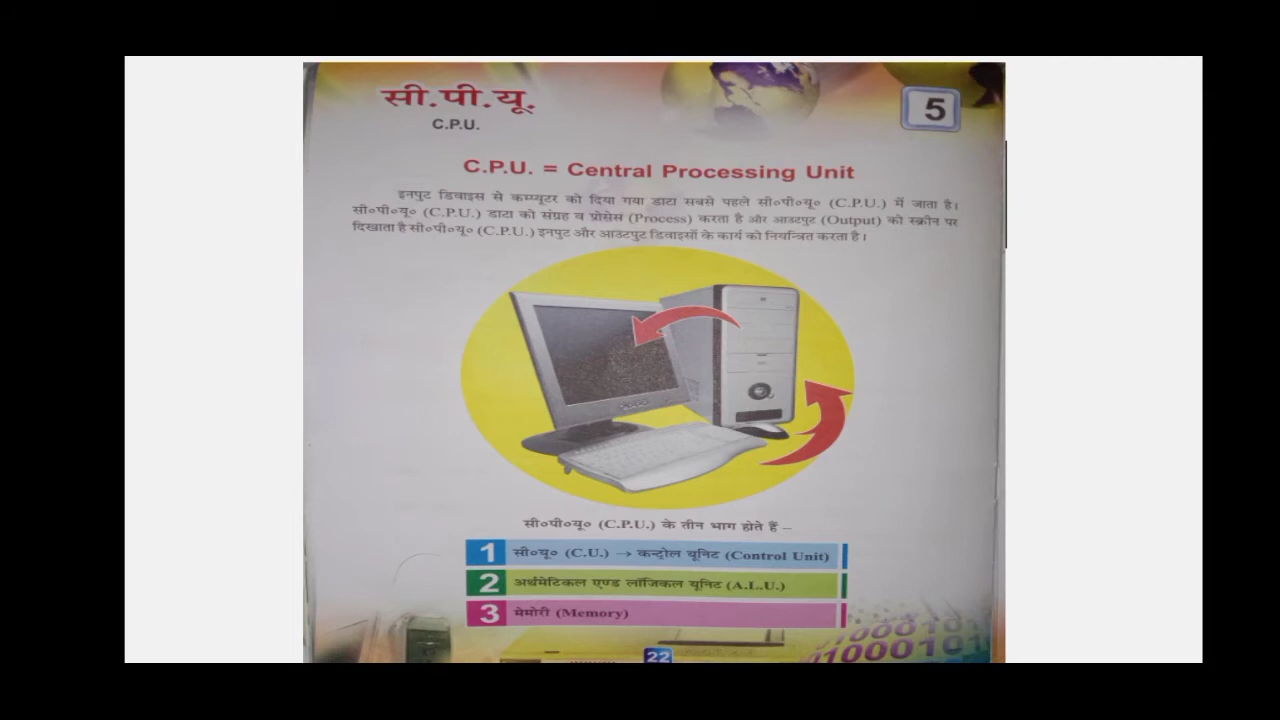 सी.पी.यू.
C.P.U.
5
C.P.U. = Central Processing Unit
इनपुट डिवाइस से कम्प्यूटर को दिया गया डाटा सबसे पहले सी०पी०यू० (C.P.U.) में जाता है।
सी०पी०यू० (C.P.U.) डाटा को संग्रह व प्रोसेस (Process) करता है और आउटपुट (Output) को स्क्रीन पर
दिखाता है सी०पी०यू० (C.P.U.) इनपुट और आउटपुट डिवाइसों के कार्य को नियन्त्रित करता है।
सी०पी०यू० (C.P.U.) के तीन भाग होते हैं –
1 सी०यू० (C.U.) → कन्ट्रोल यूनिट (Control Unit)
2 अर्थमेटिकल एण्ड लॉजिकल यूनिट (A.L.U.)
3 मेमोरी (Memory)
22